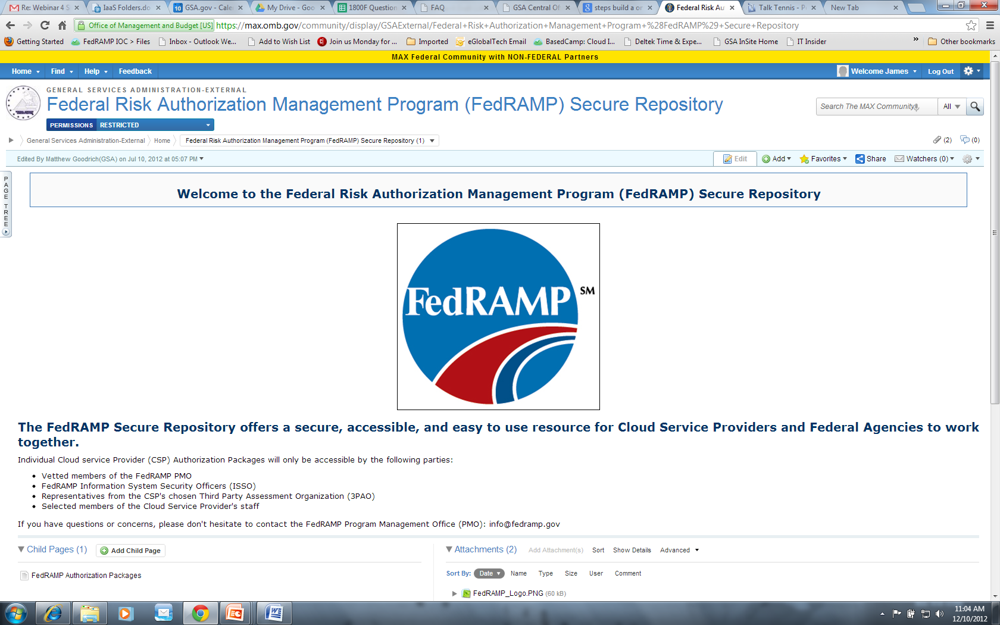 Re: Webinar 4 S
IaaS Folders.do
GSA.gov - Cale
My Drive - Goo
1800F Question
FAQ
GSA Central Of
steps build a or
Federal Risk Au
Talk Tennis - P
New Tab
Office of Management and Budget [US] https://max.omb.gov/community/display/GSAExternal/Federal+Risk+Authorization+Management+Program+%28FedRAMP%29+Secure+Repository
Getting Started
FedRAMP IOC > Files
Inbox - Outlook We...
Add to Wish List
Join us Monday for ...
Imported
eGlobalTech Email
BasedCamp: Cloud I...
Deltek Time & Expe...
GSA InSite Home
IT Insider
»
Other bookmarks
MAX Federal Community with NON-FEDERAL Partners
Home Find Help Feedback
Welcome James Log Out
GENERAL SERVICES ADMINISTRATION-EXTERNAL
Federal Risk Authorization Management Program (FedRAMP) Secure Repository
Search The MAX Community All
PERMISSIONS RESTRICTED
General Services Administration-External Home Federal Risk Authorization Management Program (FedRAMP) Secure Repository (1)
(2) (0)
Edited By Matthew Goodrich(GSA) on Jul 10, 2012 at 05:07 PM
Edit Add Favorites Share Watchers (0)
PAGE TREE
Welcome to the Federal Risk Authorization Management Program (FedRAMP) Secure Repository
FedRAMP SM
The FedRAMP Secure Repository offers a secure, accessible, and easy to use resource for Cloud Service Providers and Federal Agencies to work
together.
Individual Cloud service Provider (CSP) Authorization Packages will only be accessible by the following parties:
• Vetted members of the FedRAMP PMO
• FedRAMP Information System Security Officers (ISSO)
• Representatives from the CSP's chosen Third Party Assessment Organization (3PAO)
• Selected members of the Cloud Service Provider's staff
If you have questions or concerns, please don't hesitate to contact the FedRAMP Program Management Office (PMO): info@fedramp.gov
Child Pages (1) Add Child Page
FedRAMP Authorization Packages
Attachments (2) Add Attachment(s) Sort Show Details Advanced
Sort By: Date Name Type Size User Comment
FedRAMP_Logo.PNG (60 kB)
11:04 AM
12/10/2012